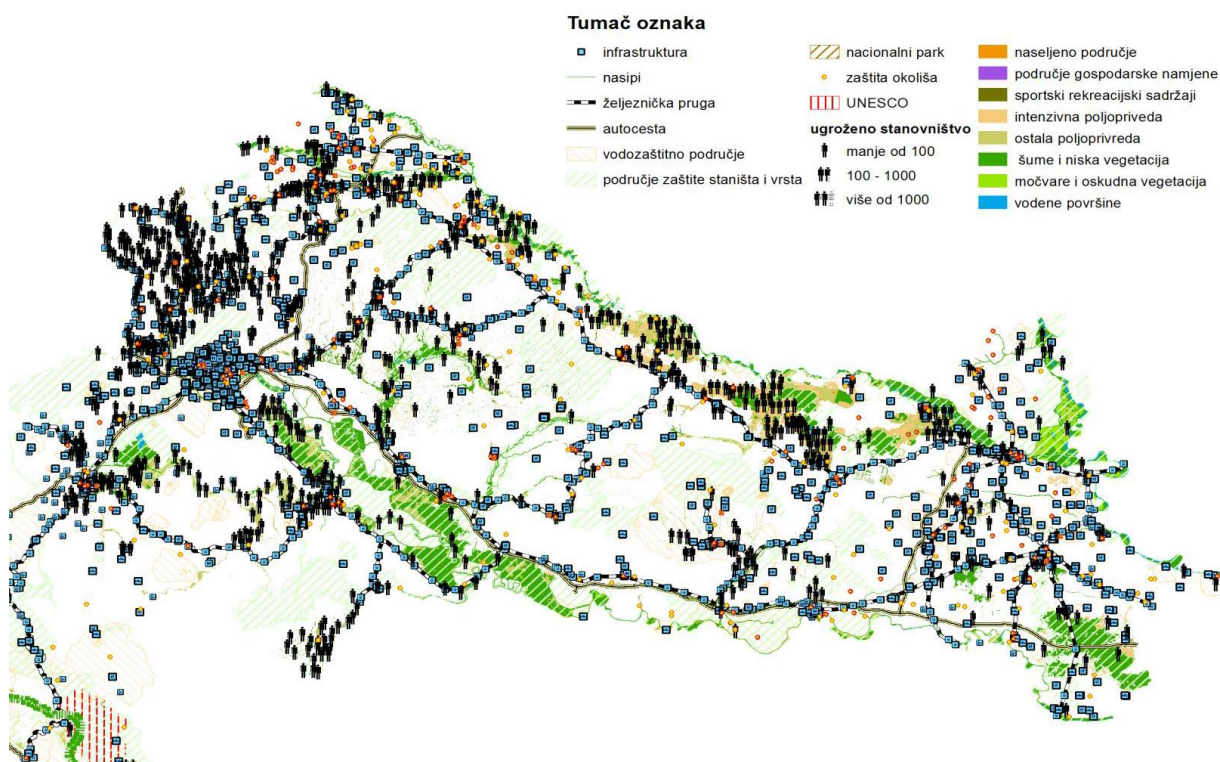 Tumač oznaka
infrastruktura
nasipi
željeznička pruga
autocesta
vodozaštitno područje
područje zaštite staništa i vrsta
nacionalni park
zaštita okoliša
UNESCO
ugroženo stanovništvo
manje od 100
100 - 1000
više od 1000
naseljeno područje
područje gospodarske namjene
sportski rekreacijski sadržaji
intenzivna poljopriveda
ostala poljoprivreda
šume i niska vegetacija
močvare i oskudna vegetacija
vodene površine